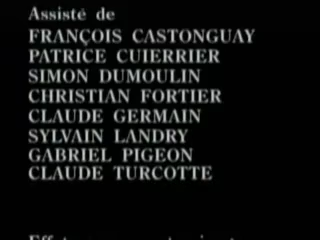 Assisté de
FRANÇOIS CASTONGUAY
PATRICE CUIERRIER
SIMON DUMOULIN
CHRISTIAN FORTIER
CLAUDE GERMAIN
SYLVAIN LANDRY
GABRIEL PIGEON
CLAUDE TURCOTTE